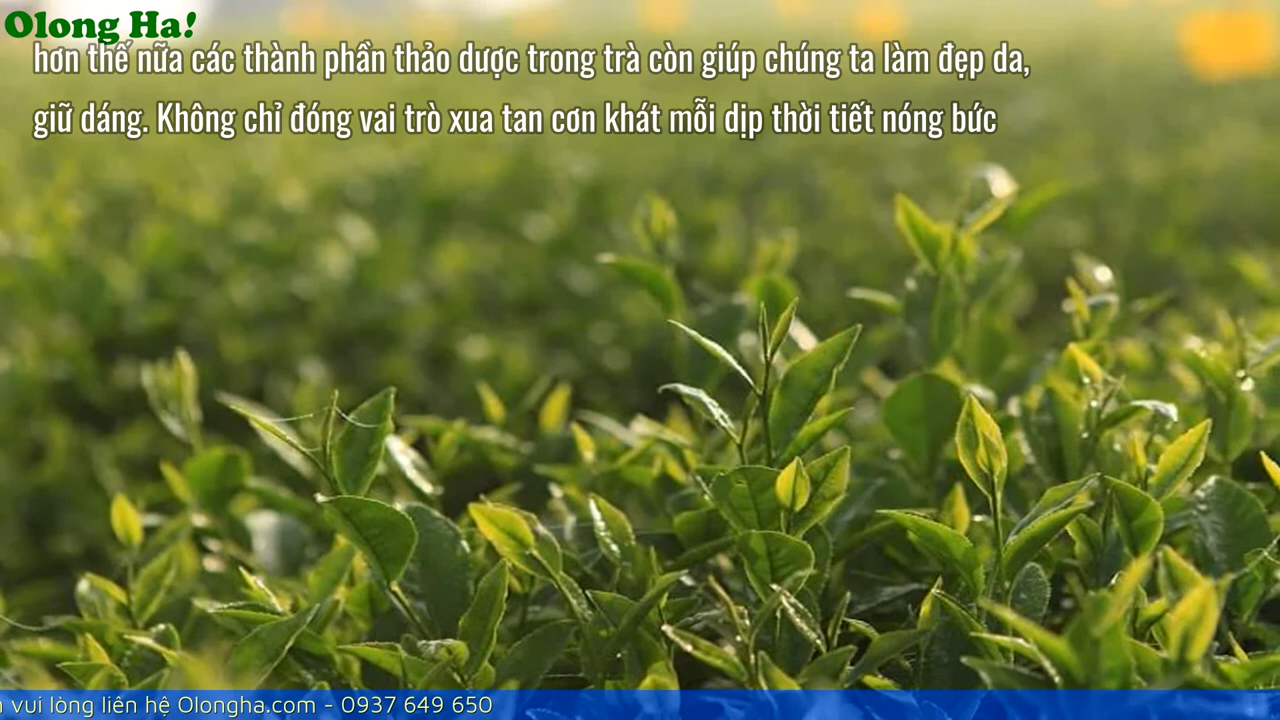 Olong Ha!
hơn thế nữa các thành phần thảo dược trong trà còn giúp chúng ta làm đẹp da,
giữ dáng. Không chỉ đóng vai trò xua tan cơn khát mỗi dịp thời tiết nóng bức
vui lòng liên hệ Olongha.com - 0937 649 650